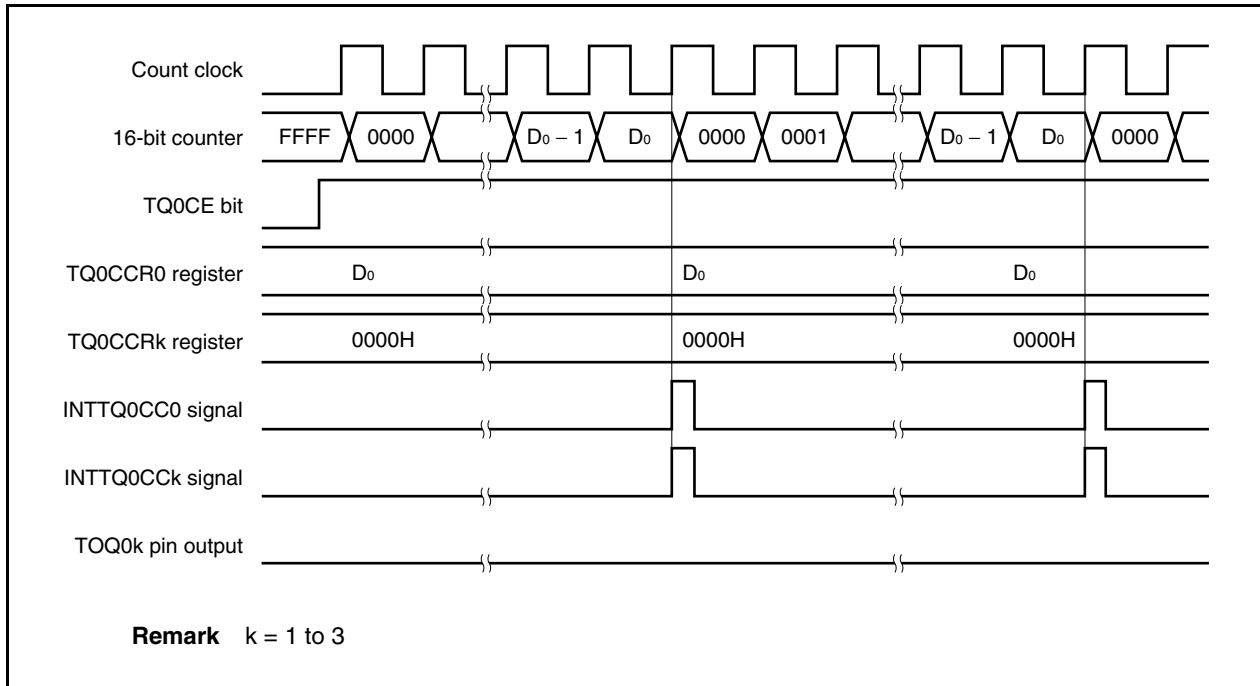 Count clock
16-bit counter FFFF 0000 D0 − 1 D0 0000 0001 D0 − 1 D0 0000
TQ0CE bit
TQ0CCR0 register D0 D0 D0
TQ0CCRk register 0000H 0000H 0000H
INTTQ0CC0 signal
INTTQ0CCk signal
TOQ0k pin output
Remark k = 1 to 3